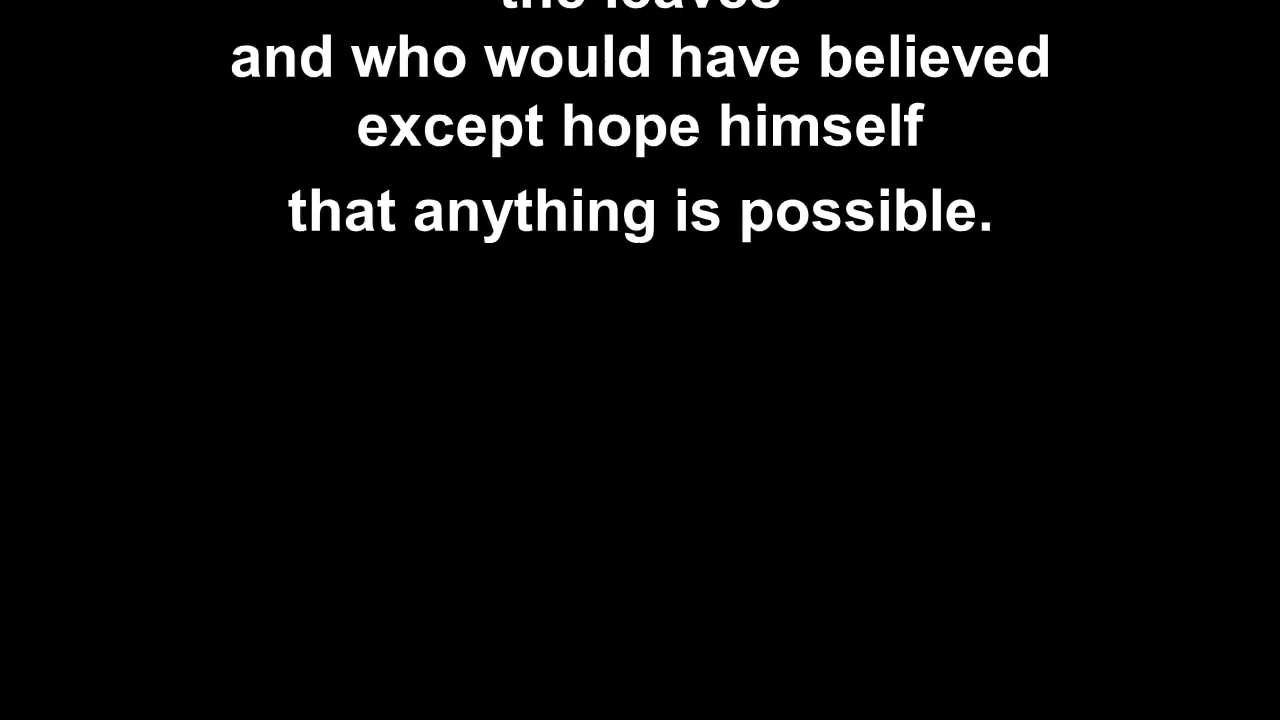 the leaves
and who would have believed
except hope himself
that anything is possible.